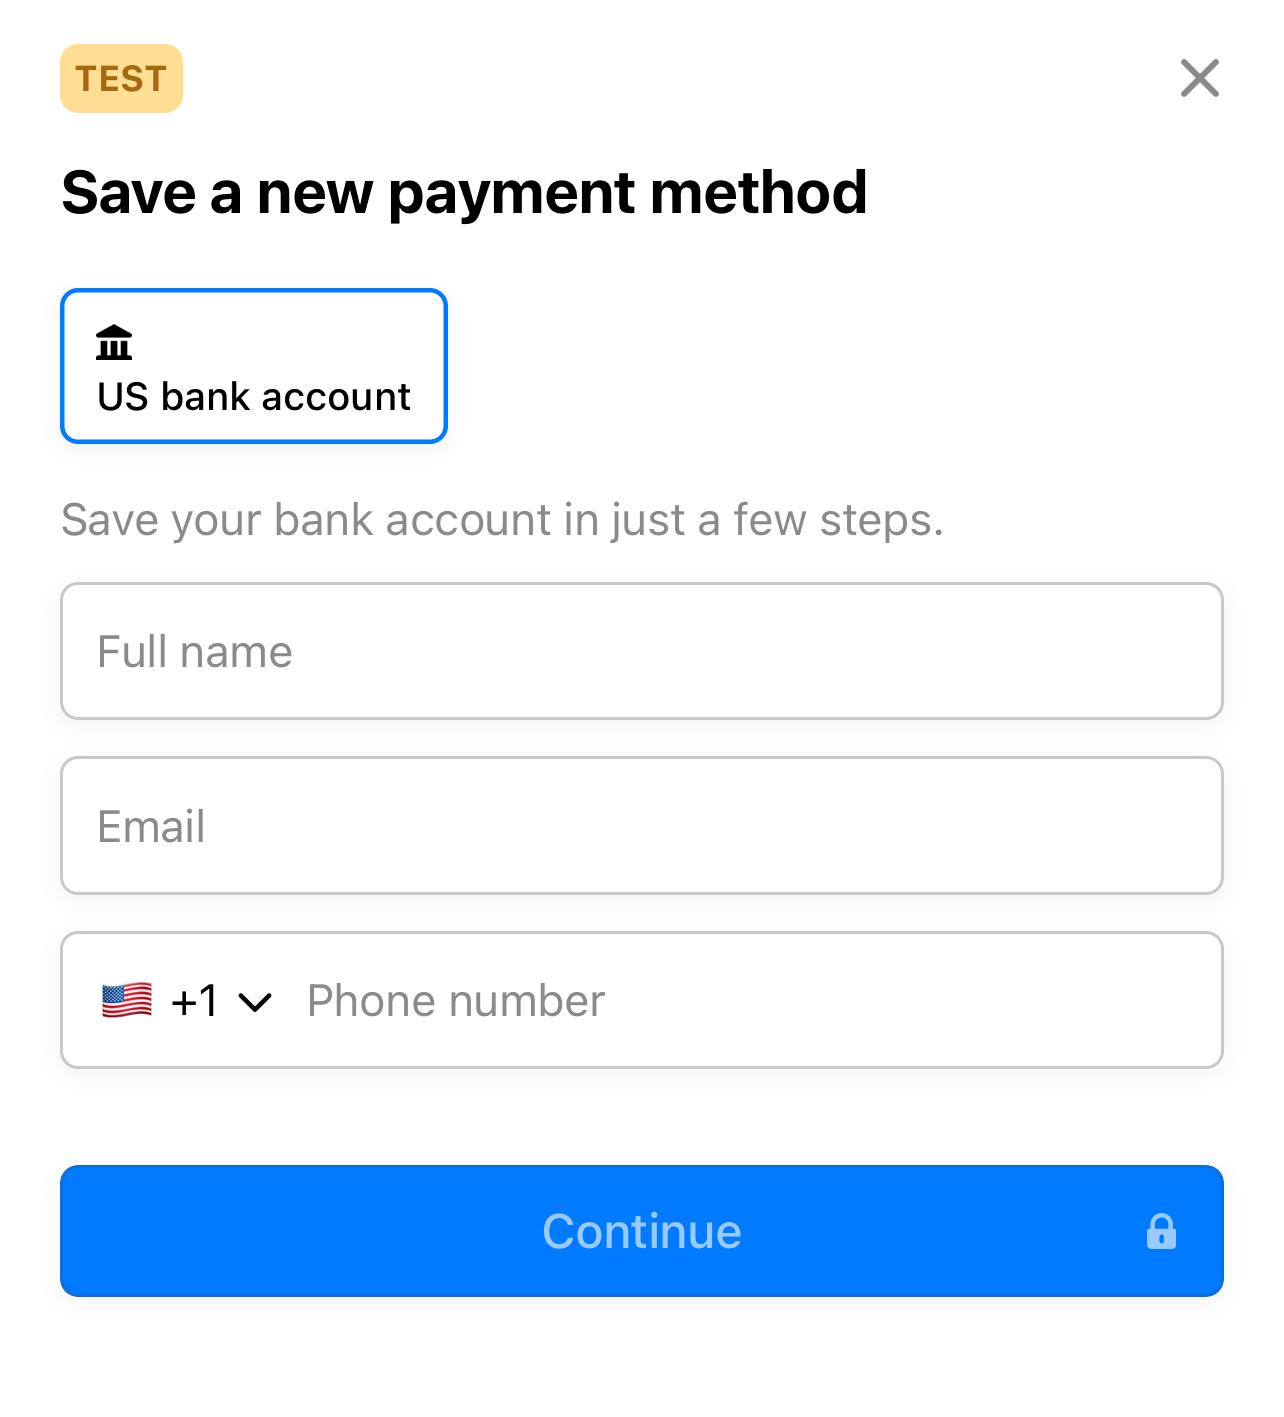 TEST
Save a new payment method
US bank account
Save your bank account in just a few steps.
Full name
Email
🇺🇸 +1 Phone number
Continue